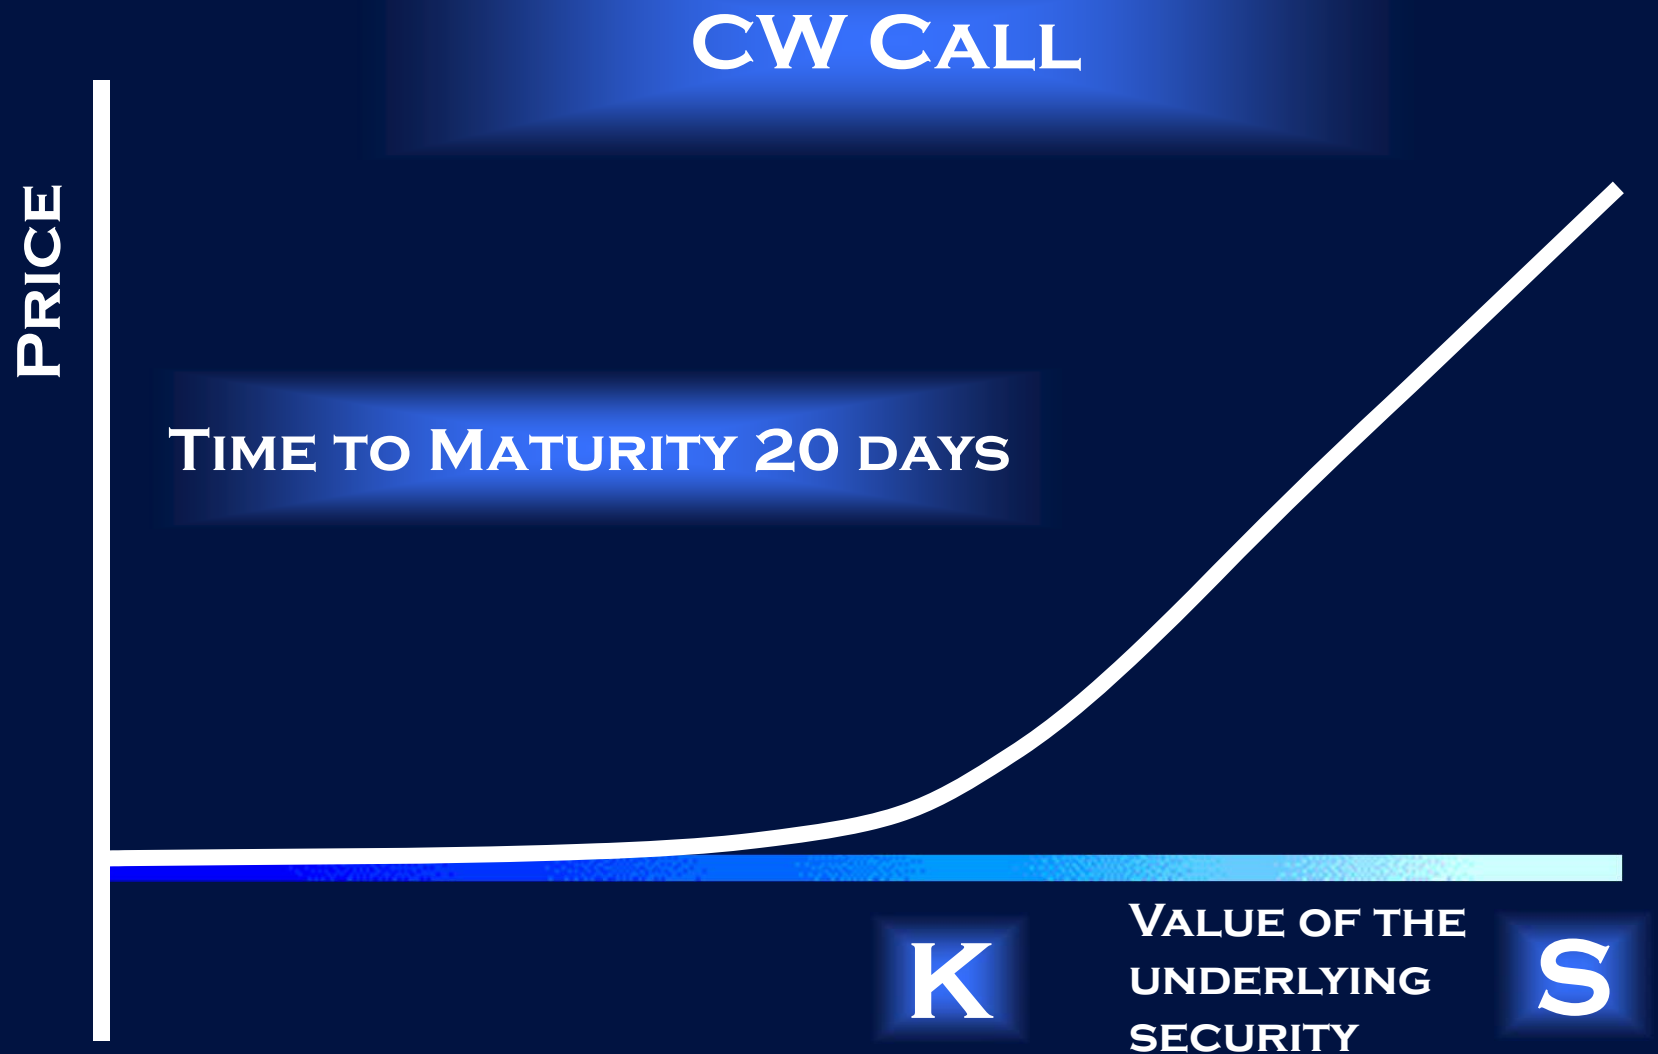 CW CALL
PRICE
TIME TO MATURITY 20 DAYS
K
VALUE OF THE
UNDERLYING
SECURITY
S